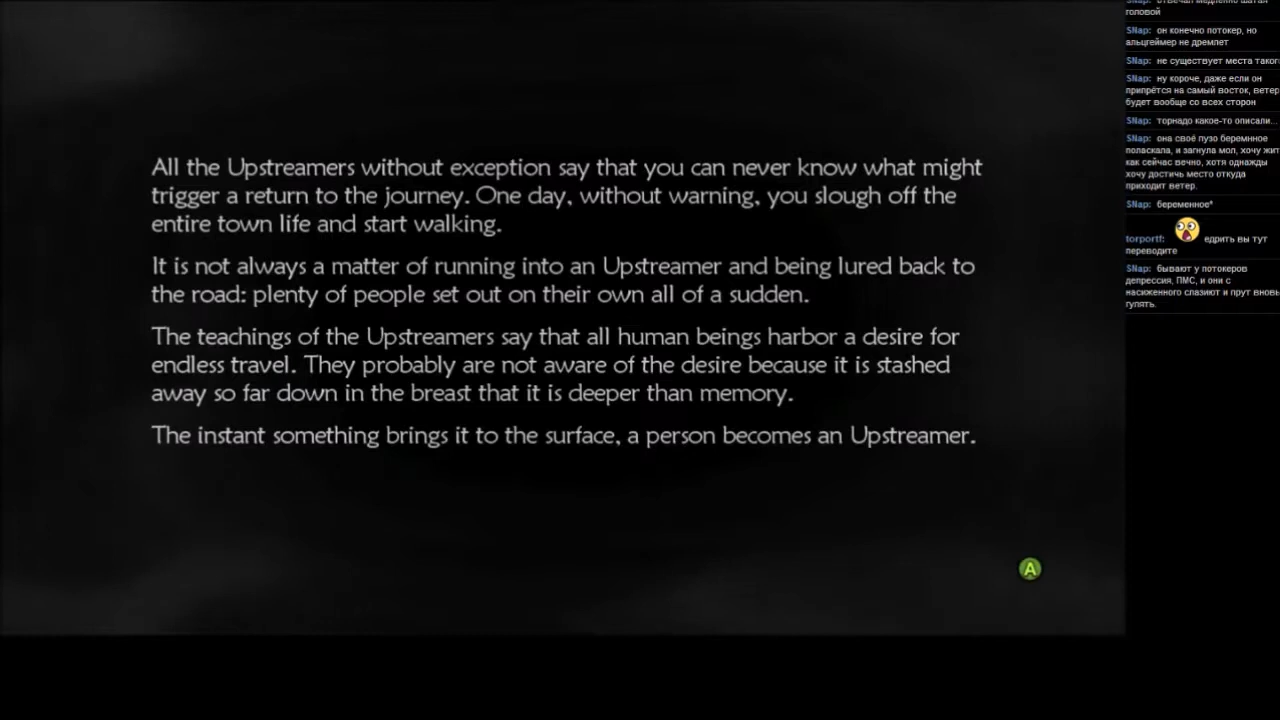 All the Upstreamers without exception say that you can never know what might
trigger a return to the journey. One day, without warning, you slough off the
entire town life and start walking.
It is not always a matter of running into an Upstreamer and being lured back to
the road: plenty of people set out on their own all of a sudden.
The teachings of the Upstreamers say that all human beings harbor a desire for
endless travel. They probably are not aware of the desire because it is stashed
away so far down in the breast that it is deeper than memory.
The instant something brings it to the surface, a person becomes an Upstreamer.
A
SNap: отвечал медленно шатая
головой
SNap: он конечно потокер, но
альцгеймер не дремлет
SNap: не существует места таког
SNap: ну короче, даже если он
припрётся на самый восток, ветер
будет вообще со всех сторон
SNap: торнадо какое-то описали...
SNap: она своё пузо беремнное
поласкала, и загнула мол, хочу жит
как сейчас вечно, хотя однажды
хочу достичь место откуда
приходит ветер.
SNap: беременное*
torportf: едрить вы тут
переводите
SNap: бывают у потокеров
депрессия, ПМС, и они с
насиженного слазиют и прут вновь
гулять.